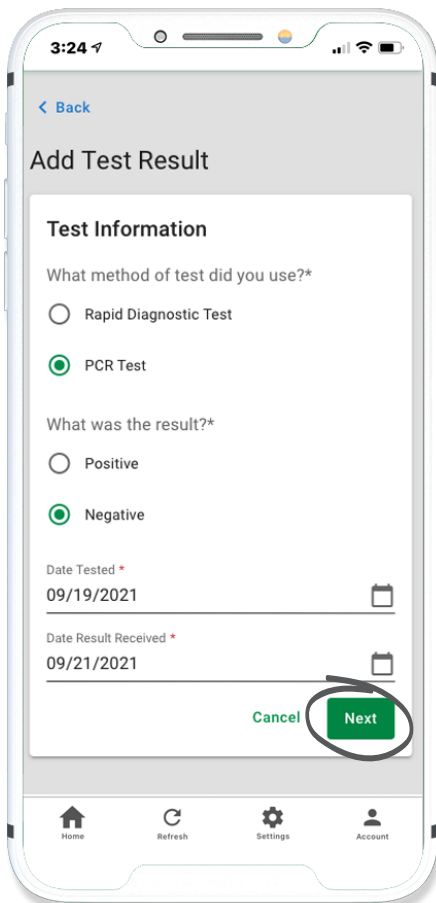 3:24
Back
Add Test Result
Test Information
What method of test did you use?*
Rapid Diagnostic Test
PCR Test
What was the result?*
Positive
Negative
Date Tested *
09/19/2021
Date Result Received *
09/21/2021
Cancel Next
Home Refresh Settings Account